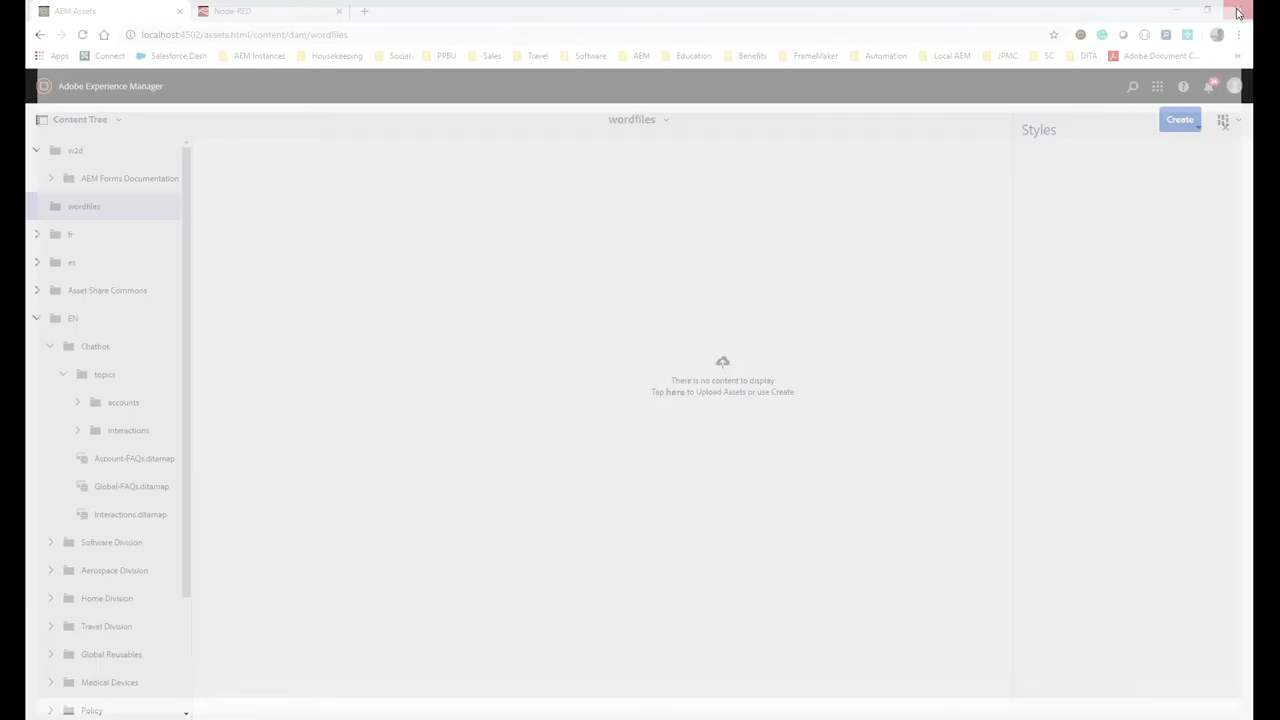 AEM Assets
Node-RED
localhost:4502/assets.html/content/dam/wordfiles
Apps Connect Salesforce Dash AEM Instances Housekeeping Social PPBU Sales Travel Software AEM Education Benefits FrameMaker Automation Local AEM JPMC SC DITA Adobe Document C... »
Adobe Experience Manager
Content Tree
wordfiles
Create
Styles
w2d
AEM Forms Documentation
wordfiles
fr
es
Asset Share Commons
EN
Chatbot
topics
accounts
interactions
Account-FAQs.ditamap
Global-FAQs.ditamap
Interactions.ditamap
Software Division
Aerospace Division
Home Division
Travel Division
Global Reusables
Medical Devices
Policy
There is no content to display
Tap here to Upload Assets or use Create